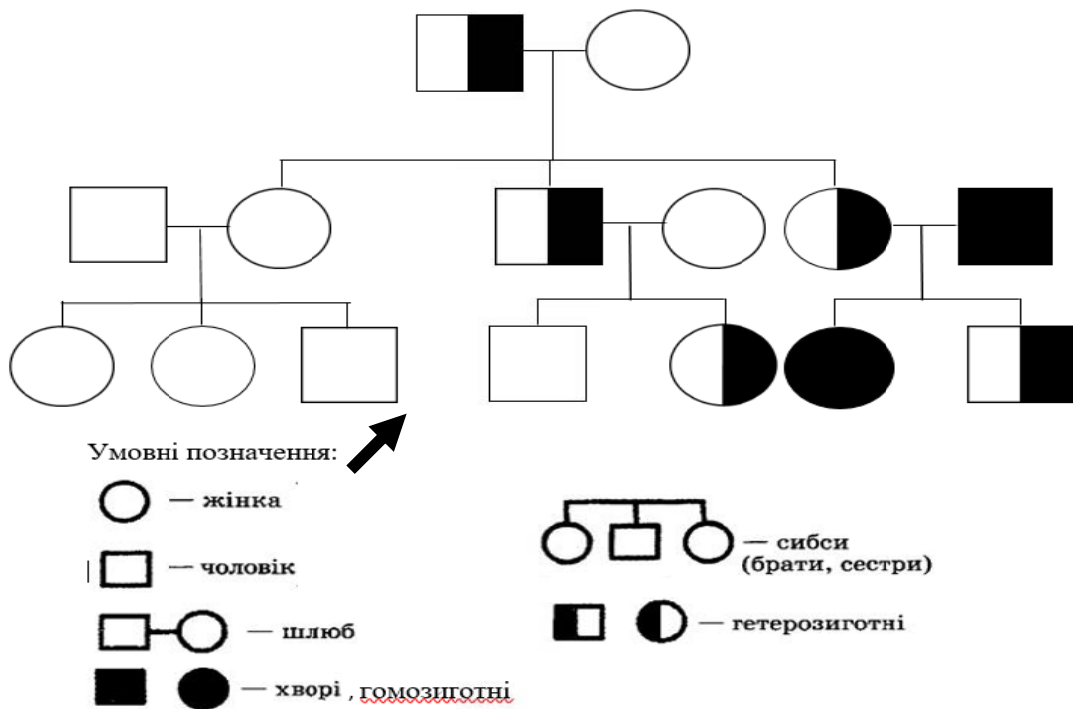 Умовні позначення:
— жінка
— чоловік
— шлюб
— хворі , гомозиготні
— сибси
(брати, сестри)
— гетерозиготні